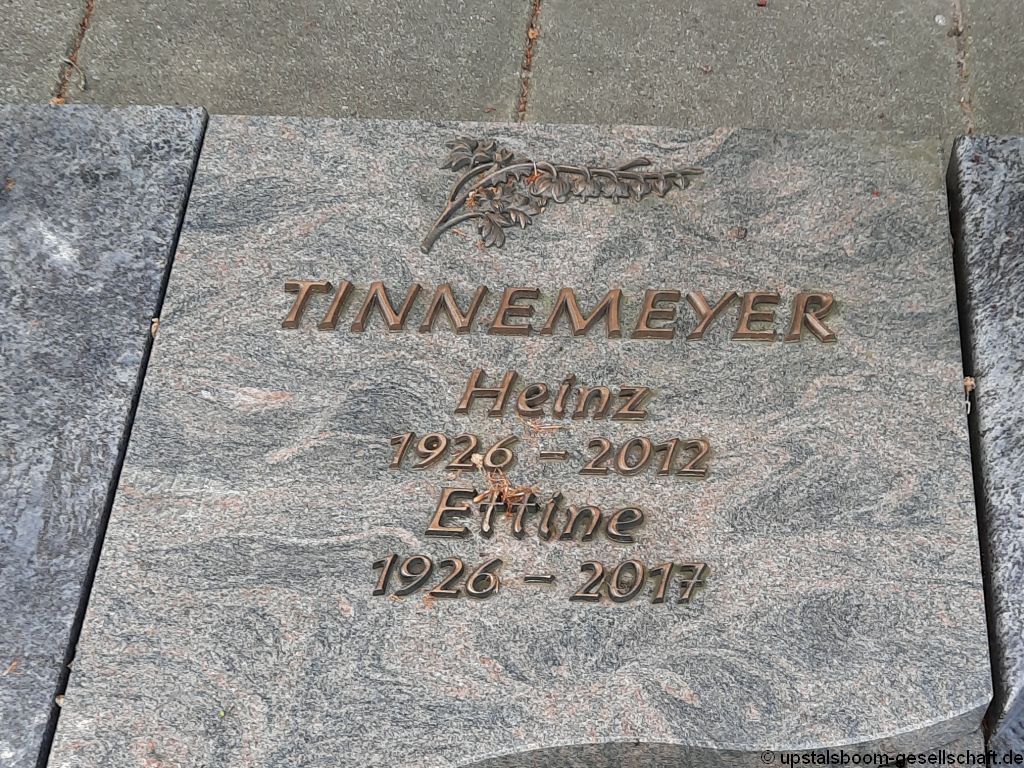 TINNEMEYER
Heinz
1926 – 2012
Ettine
1926 – 2017
© upstalsboom-gesellschaft.de